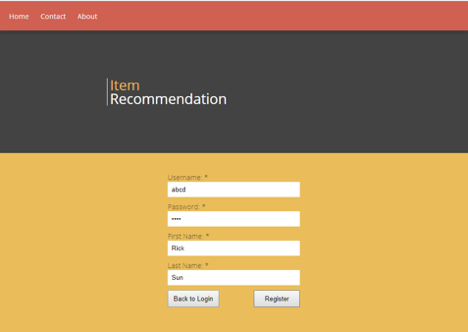 Home Contact About
Item
Recommendation
Username: *
abcd
Password: *
••••
First Name: *
Rick
Last Name: *
Sun
Back to Login Register